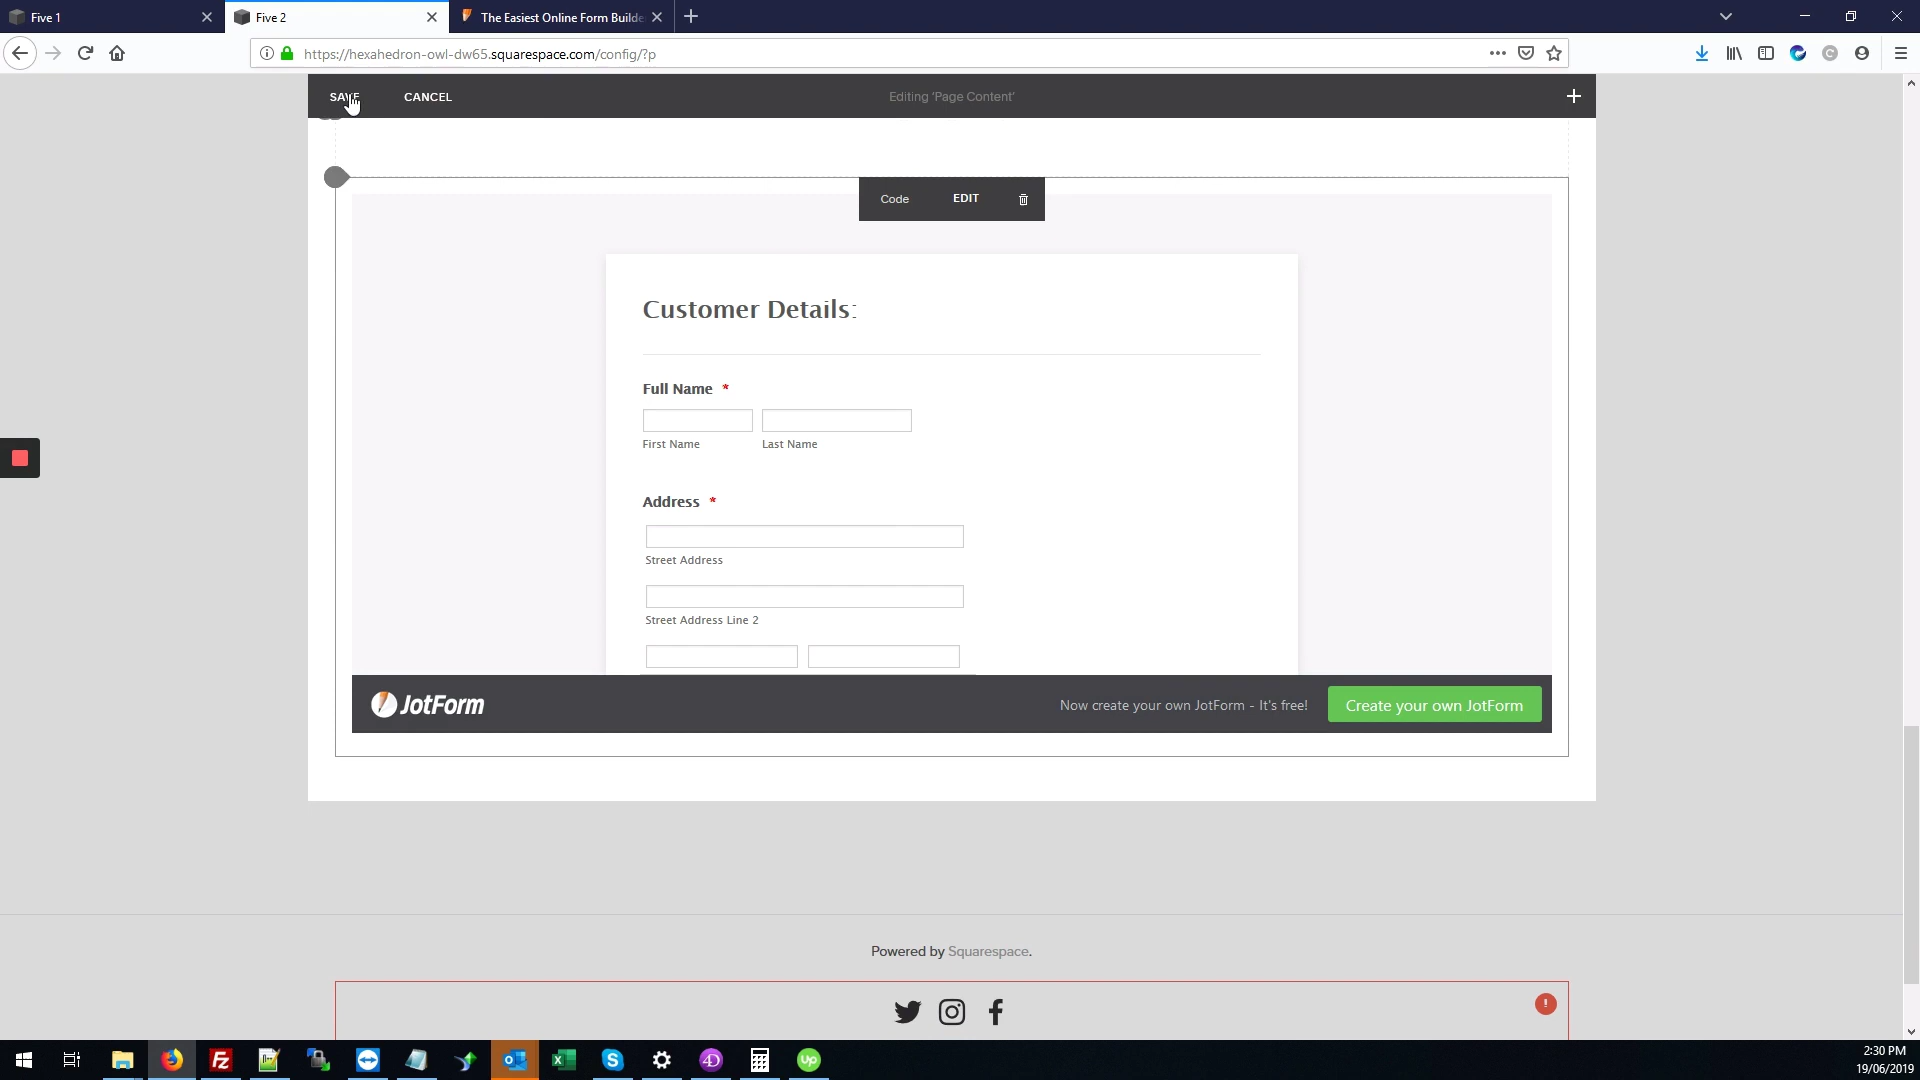 Five 1
Five 2
The Easiest Online Form Builde
https://hexahedron-owl-dw65.squarespace.com/config/?p
SAVE
CANCEL
Editing 'Page Content'
Code
EDIT
Customer Details:
Full Name *
First Name
Last Name
Address *
Street Address
Street Address Line 2
JotForm
Now create your own JotForm - It's free!
Create your own JotForm
Powered by Squarespace.
2:30 PM
19/06/2019